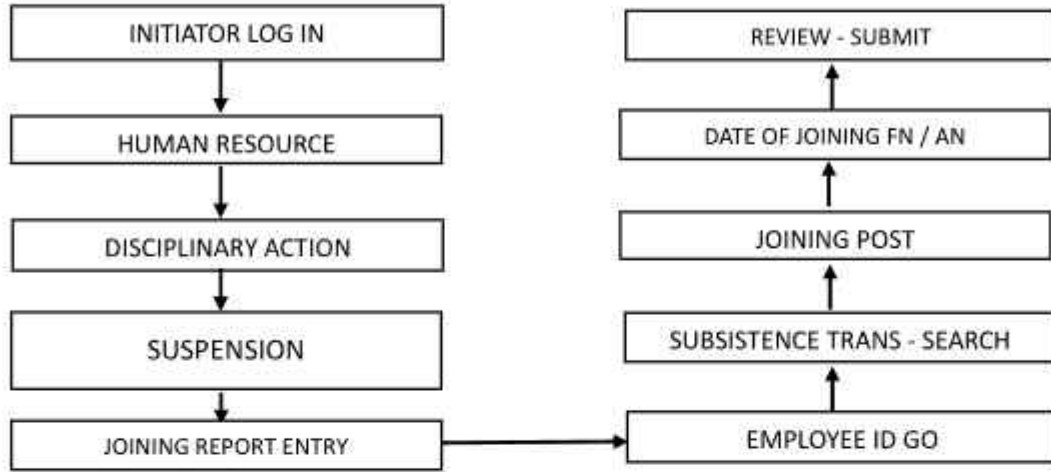 INITIATOR LOG IN
HUMAN RESOURCE
DISCIPLINARY ACTION
SUSPENSION
JOINING REPORT ENTRY
EMPLOYEE ID GO
SUBSISTENCE TRANS - SEARCH
JOINING POST
DATE OF JOINING FN / AN
REVIEW - SUBMIT